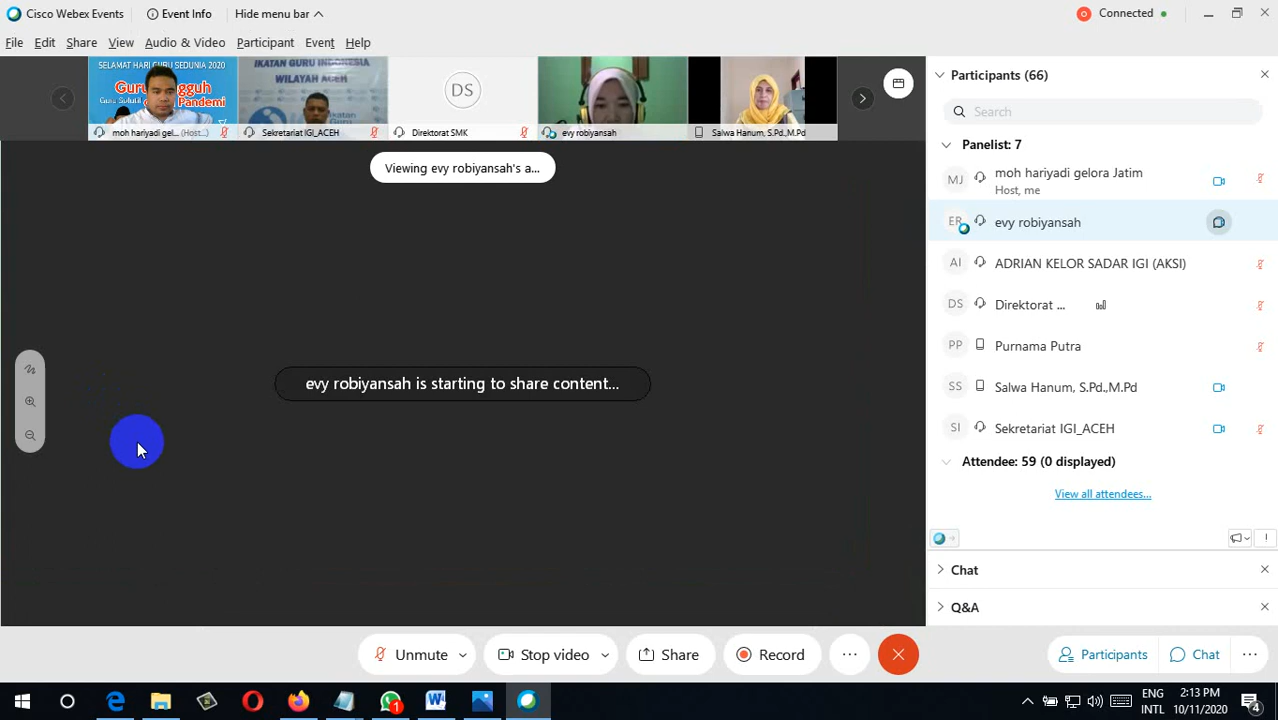 Cisco Webex Events
Event Info
Hide menu bar
Connected
File Edit Share View Audio & Video Participant Event Help
SELAMAT HARI GURU SEDUNIA 2020
IKATAN GURU INDONESIA
WILAYAH ACEH
DS
moh hariyadi gel... (Host...
Sekretariat IGI_ACEH
Direktorat SMK
evy robiyansah
Salwa Hanum, S.Pd.,M.Pd
Viewing evy robiyansah's a...
evy robiyansah is starting to share content...
Participants (66)
Search
Panelist: 7
MJ moh hariyadi gelora Jatim
Host, me
ER evy robiyansah
AI ADRIAN KELOR SADAR IGI (AKSI)
DS Direktorat ...
PP Purnama Putra
SS Salwa Hanum, S.Pd.,M.Pd
SI Sekretariat IGI_ACEH
Attendee: 59 (0 displayed)
View all attendees...
Chat
Q&A
Unmute Stop video Share Record ... Participants Chat ...
1
ENG
INTL
2:13 PM
10/11/2020
4